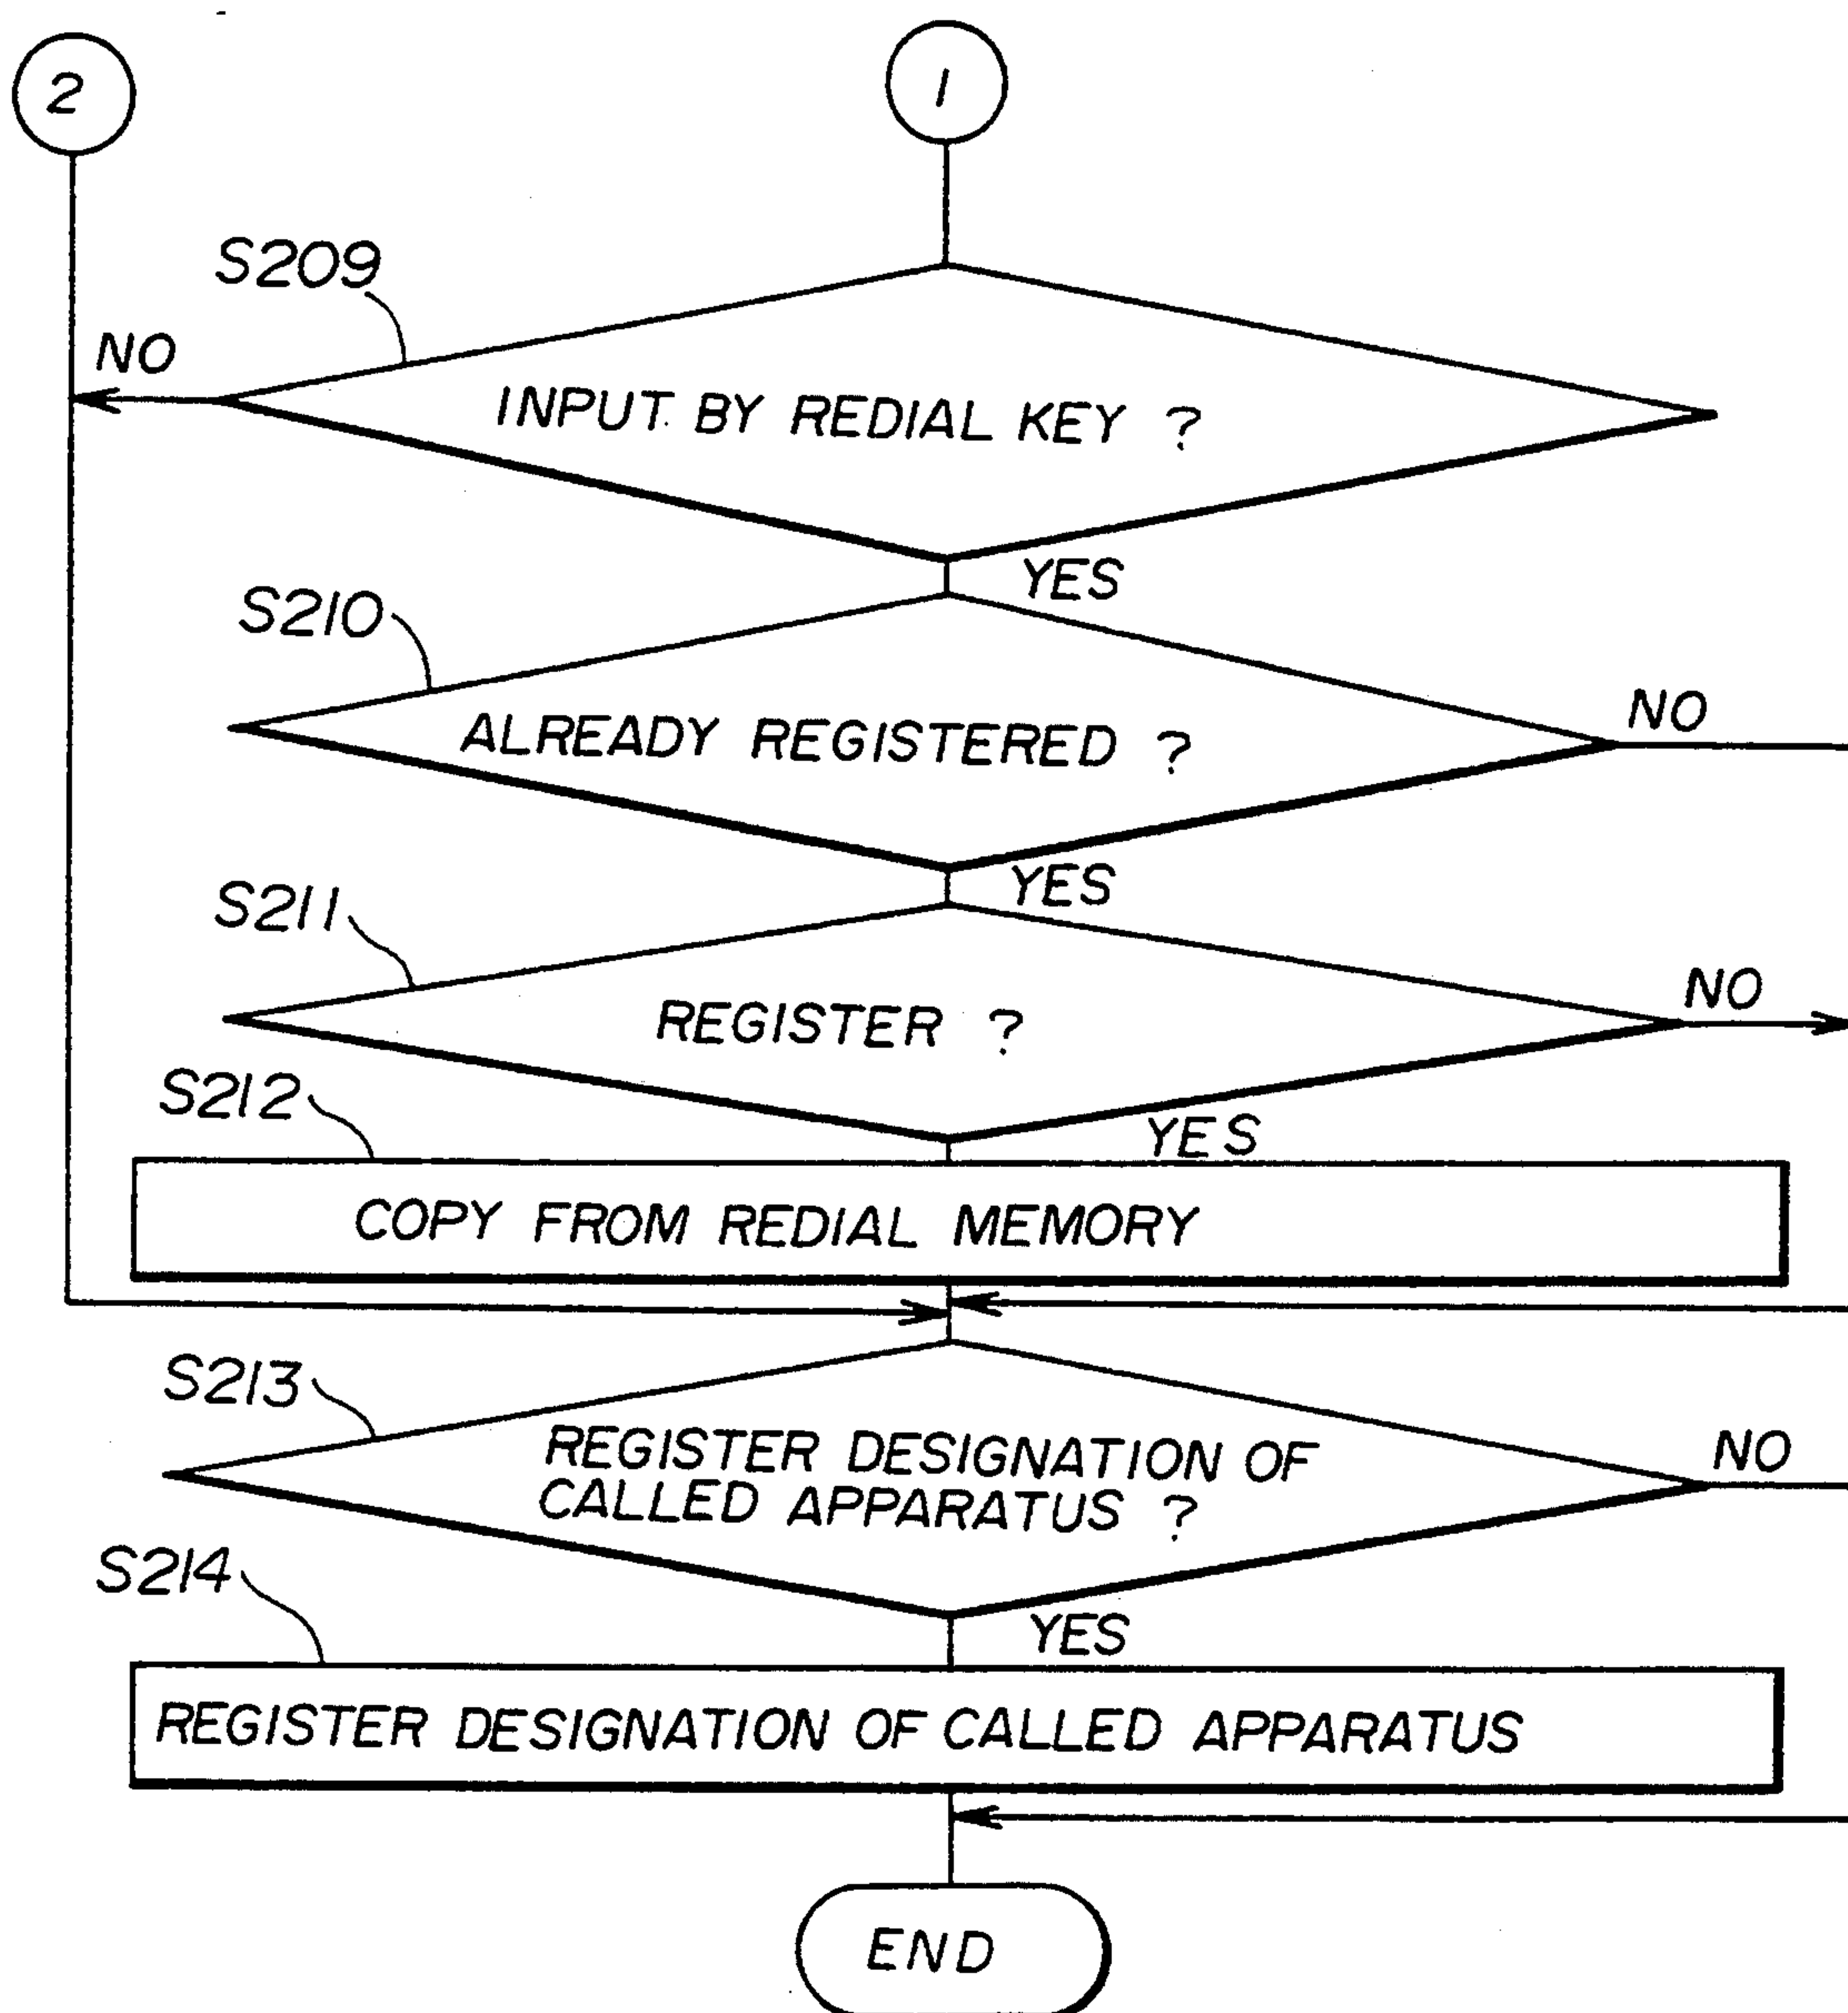 2
1
S209
NO
INPUT BY REDIAL KEY ?
YES
S210
NO
ALREADY REGISTERED ?
YES
S211
NO
REGISTER ?
S212
YES
COPY FROM REDIAL MEMORY
S213
REGISTER DESIGNATION OF
CALLED APPARATUS ?
NO
S214
YES
REGISTER DESIGNATION OF CALLED APPARATUS
END